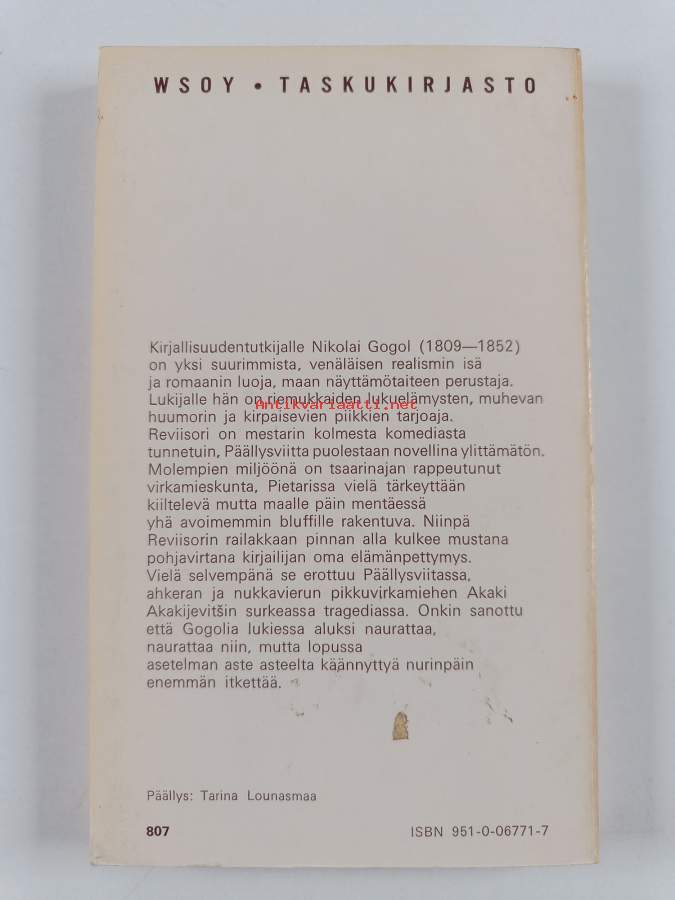 WSOY • TASKUKIRJASTO
Kirjallisuudentutkijalle Nikolai Gogol (1809—1852)
on yksi suurimmista, venäläisen realismin isä
ja romaanin luoja, maan näyttämötaiteen perustaja.
Lukijalle hän on riemukkaiden lukuelämysten, muhevan
Antikvariaatti.net
huumorin ja kirpaisevien piikkien tarjoaja.
Reviisori on mestarin kolmesta komediasta
tunnetuin, Päällysviitta puolestaan novellina ylittämätön.
Molempien miljöönä on tsaarinajan rappeutunut
virkamieskunta, Pietarissa vielä tärkeyttään
kiiltelevä mutta maalle päin mentäessä
yhä avoimemmin bluffille rakentuva. Niinpä
Reviisorin railakkaan pinnan alla kulkee mustana
pohjavirtana kirjailijan oma elämänpettymys.
Vielä selvempänä se erottuu Päällysviitassa,
ahkeran ja nukkavierun pikkuvirkamiehen Akaki
Akakijevitšin surkeassa tragediassa. Onkin sanottu
että Gogolia lukiessa aluksi naurattaa,
naurattaa niin, mutta lopussa
asetelman aste asteelta käännyttyä nurinpäin
enemmän itkettää.
Päällys: Tarina Lounasmaa
807
ISBN 951-0-06771-7